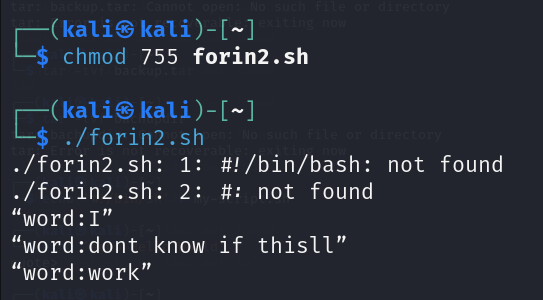 ┌──(kali㉿kali)-[~]
└─$ chmod 755 forin2.sh
┌──(kali㉿kali)-[~]
└─$ ./forin2.sh
./forin2.sh: 1: #!/bin/bash: not found
./forin2.sh: 2: #: not found
“word:I”
“word:dont know if thisll”
“word:work”